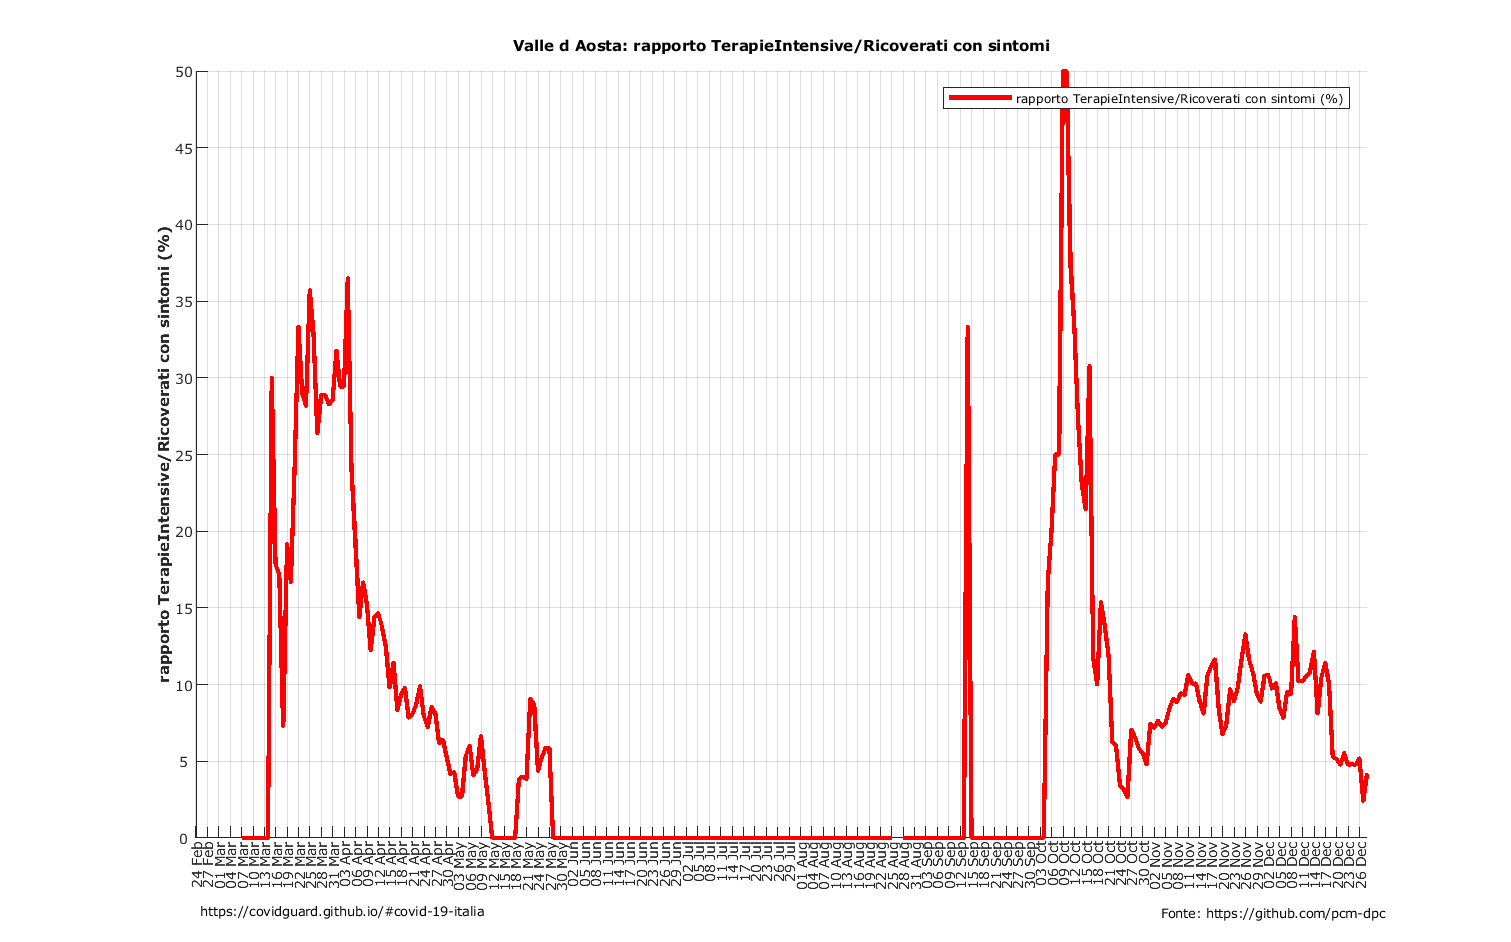 Valle d Aosta: rapporto TerapieIntensive/Ricoverati con sintomi
rapporto TerapieIntensive/Ricoverati con sintomi (%)
rapporto TerapieIntensive/Ricoverati con sintomi (%)
50
45
40
35
30
25
20
15
10
5
0
24 Feb
27 Feb
01 Mar
04 Mar
07 Mar
10 Mar
13 Mar
16 Mar
19 Mar
22 Mar
25 Mar
28 Mar
31 Mar
03 Apr
06 Apr
09 Apr
12 Apr
15 Apr
18 Apr
21 Apr
24 Apr
27 Apr
30 Apr
03 May
06 May
09 May
12 May
15 May
18 May
21 May
24 May
27 May
30 May
02 Jun
05 Jun
08 Jun
11 Jun
14 Jun
17 Jun
20 Jun
23 Jun
26 Jun
29 Jun
02 Jul
05 Jul
08 Jul
11 Jul
14 Jul
17 Jul
20 Jul
23 Jul
26 Jul
29 Jul
01 Aug
04 Aug
07 Aug
10 Aug
13 Aug
16 Aug
19 Aug
22 Aug
25 Aug
28 Aug
31 Aug
03 Sep
06 Sep
09 Sep
12 Sep
15 Sep
18 Sep
21 Sep
24 Sep
27 Sep
30 Sep
03 Oct
06 Oct
09 Oct
12 Oct
15 Oct
18 Oct
21 Oct
24 Oct
27 Oct
30 Oct
02 Nov
05 Nov
08 Nov
11 Nov
14 Nov
17 Nov
20 Nov
23 Nov
26 Nov
29 Nov
02 Dec
05 Dec
08 Dec
11 Dec
14 Dec
17 Dec
20 Dec
23 Dec
26 Dec
https://covidguard.github.io/#covid-19-italia
Fonte: https://github.com/pcm-dpc